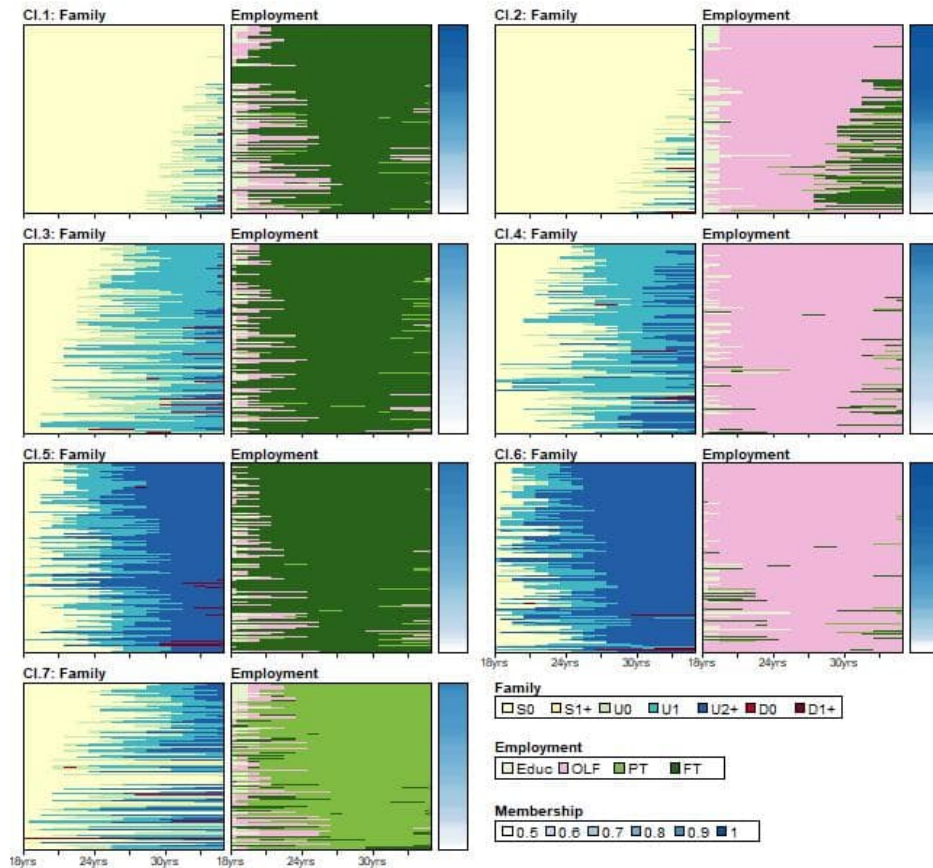 Cl.1: Family Employment Cl.2: Family Employment
Cl.3: Family Employment Cl.4: Family Employment
Cl.5: Family Employment Cl.6: Family Employment
18yrs 24yrs 30yrs 18yrs 24yrs 30yrs
Cl.7: Family Employment
18yrs 24yrs 30yrs 18yrs 24yrs 30yrs
Family
S0 S1+ U0 U1 U2+ D0 D1+
Employment
Educ OLF PT FT
Membership
0.5 0.6 0.7 0.8 0.9 1